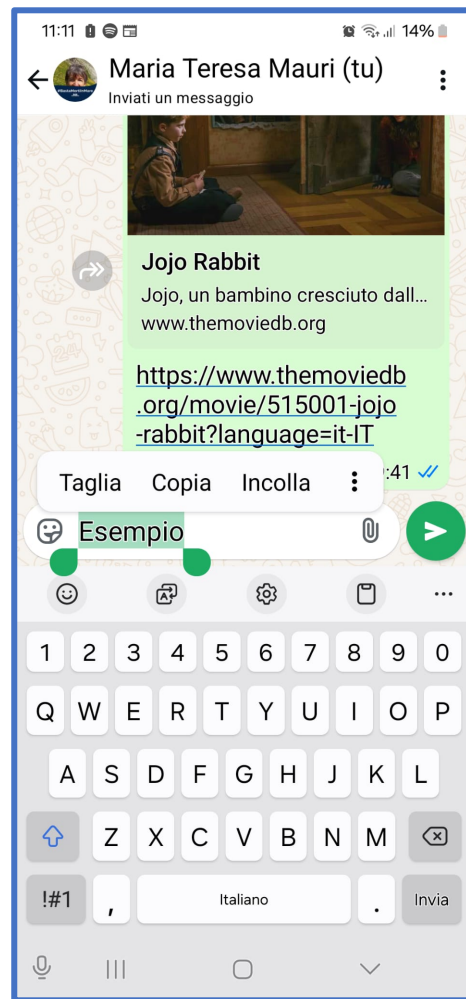 11:11 14%
Maria Teresa Mauri (tu)
Inviati un messaggio
Jojo Rabbit
Jojo, un bambino cresciuto dall...
www.themoviedb.org
https://www.themoviedb
.org/movie/515001-jojo
-rabbit?language=it-IT
:41
Taglia Copia Incolla
Esempio
1 2 3 4 5 6 7 8 9 0
Q W E R T Y U I O P
A S D F G H J K L
Z X C V B N M
!#1 , Italiano . Invia